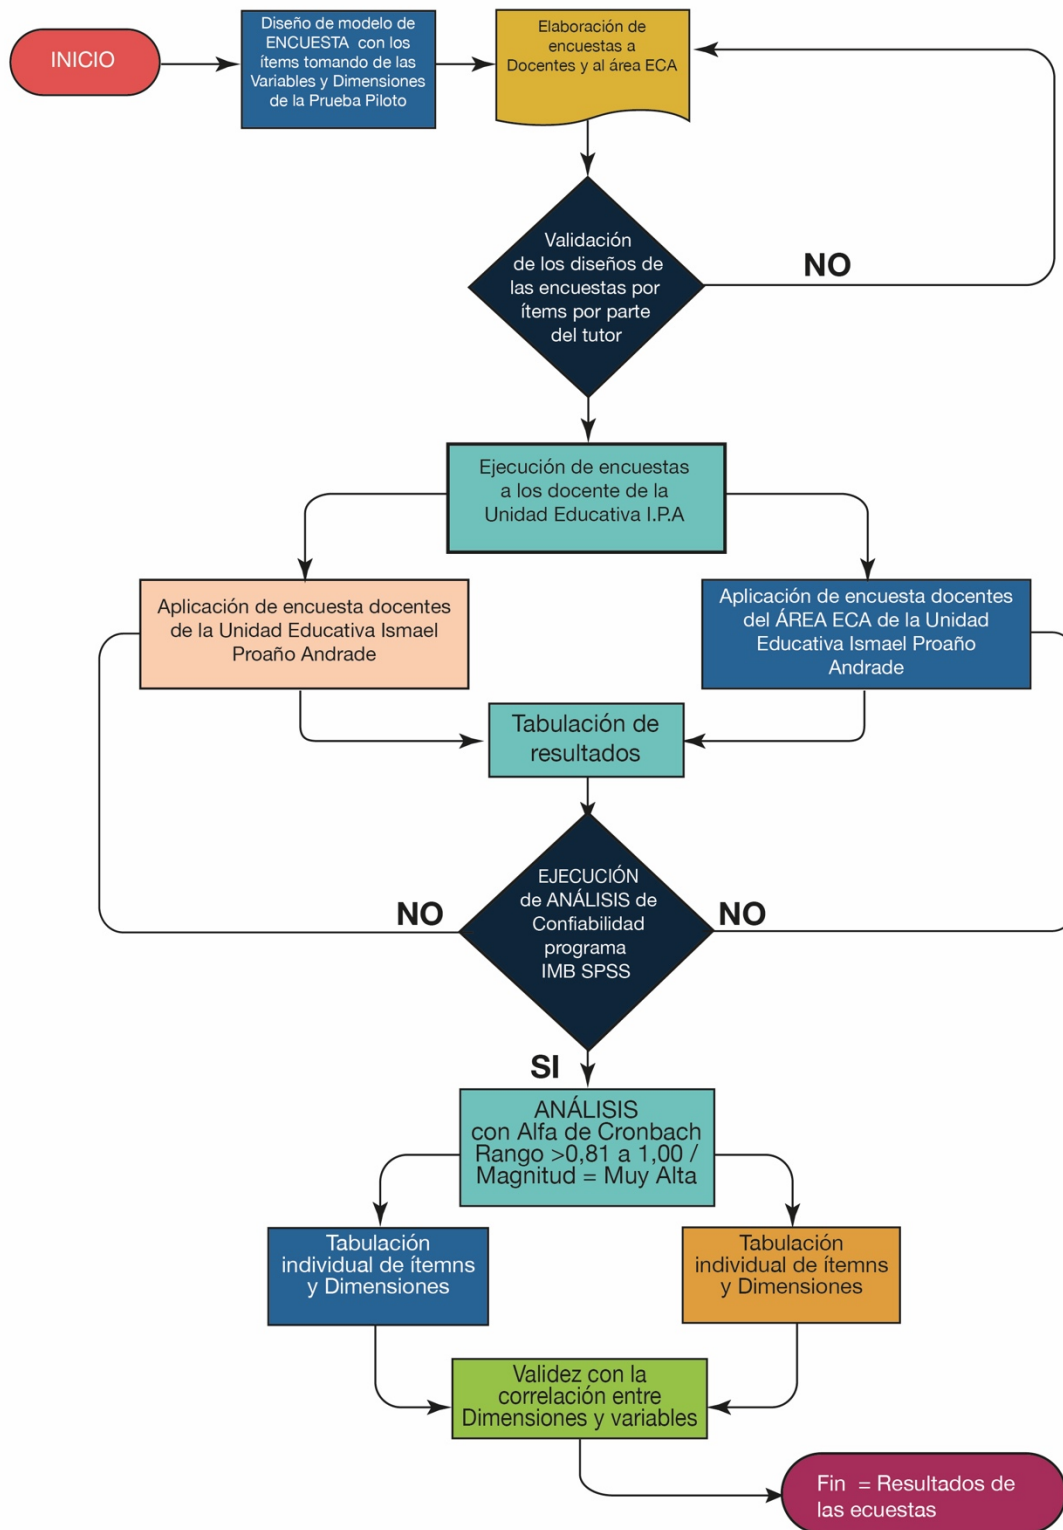 INICIO
Diseño de modelo de
ENCUESTA con los
ítems tomando de las
Variables y Dimensiones
de la Prueba Piloto
Elaboración de
encuestas a
Docentes y al área ECA
Validación
de los diseños de
las encuestas por
ítems por parte
del tutor
NO
Ejecución de encuestas
a los docente de la
Unidad Educativa I.P.A
Aplicación de encuesta docentes
de la Unidad Educativa Ismael
Proaño Andrade
Aplicación de encuesta docentes
del ÁREA ECA de la Unidad
Educativa Ismael Proaño
Andrade
Tabulación de
resultados
EJECUCIÓN
de ANÁLISIS de
Confiabilidad
programa
IMB SPSS
NO
NO
SI
ANÁLISIS
con Alfa de Cronbach
Rango >0,81 a 1,00 /
Magnitud = Muy Alta
Tabulación
individual de ítemns
y Dimensiones
Tabulación
individual de ítemns
y Dimensiones
Validez con la
correlación entre
Dimensiones y variables
Fin = Resultados de
las ecuestas